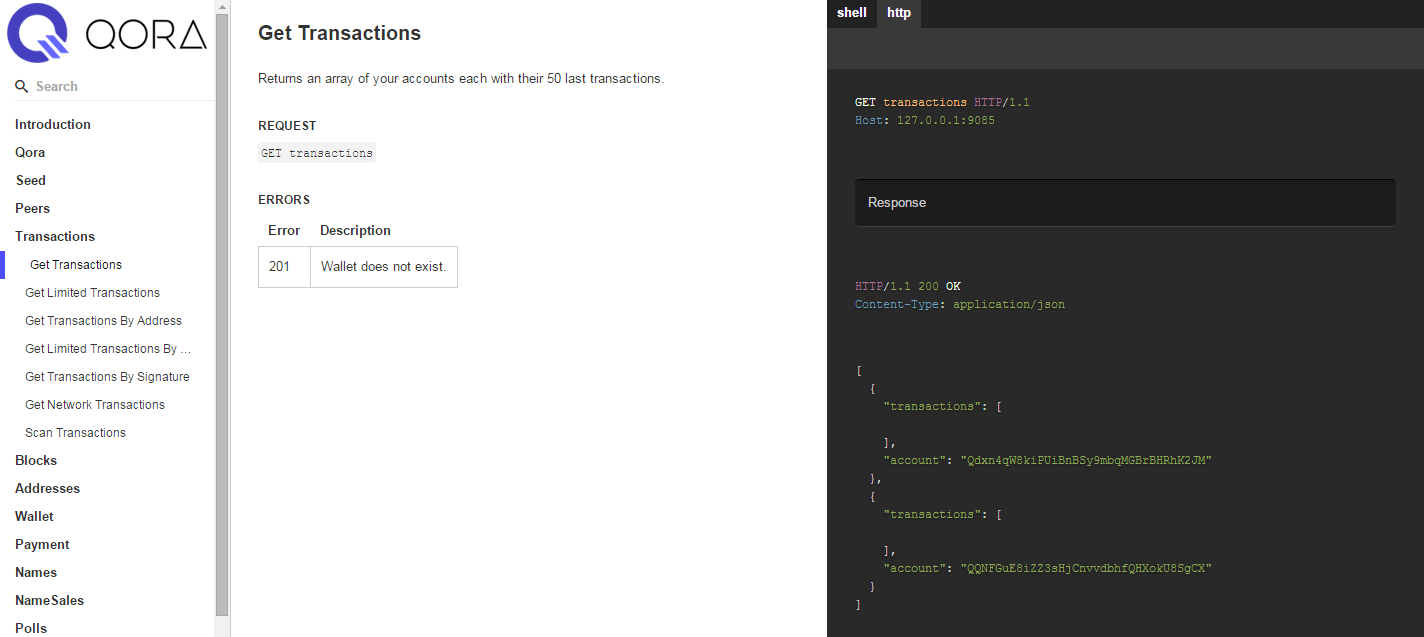 QORA
Search
Introduction
Qora
Seed
Peers
Transactions
Get Transactions
Get Limited Transactions
Get Transactions By Address
Get Limited Transactions By ...
Get Transactions By Signature
Get Network Transactions
Scan Transactions
Blocks
Addresses
Wallet
Payment
Names
NameSales
Polls
Get Transactions
Returns an array of your accounts each with their 50 last transactions.
REQUEST
GET transactions
ERRORS
Error Description
201 Wallet does not exist.
shell http
GET transactions HTTP/1.1
Host: 127.0.0.1:9085
Response
HTTP/1.1 200 OK
Content-Type: application/json
[
{
"transactions": [
],
"account": "Qdxn4qW8kiPUiBnBSy9mbqMGBrBHRhK2JM"
},
{
"transactions": [
],
"account": "QQNFGuE8iZZ3sHjCnvvdbhfQHXokU8SgCX"
}
]